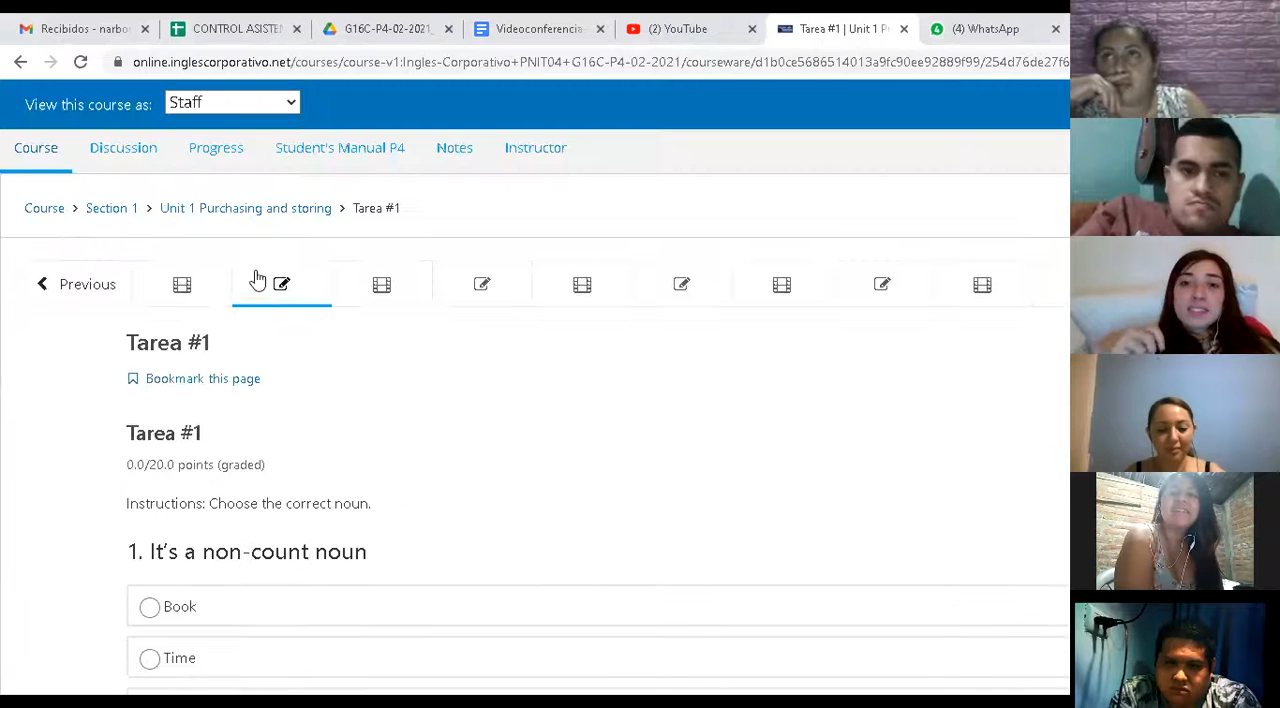 Recibidos - narbo
CONTROL ASISTE
G16C-P4-02-2021_
Videoconferencia
(2) YouTube
Tarea #1 | Unit 1 P
(4) WhatsApp
online.inglescorporativo.net/courses/course-v1:Ingles-Corporativo+PNIT04+G16C-P4-02-2021/courseware/d1b0ce5686514013a9fc90ee92889f99/254d76de27f6
View this course as: Staff
Course Discussion Progress Student's Manual P4 Notes Instructor
Course > Section 1 > Unit 1 Purchasing and storing > Tarea #1
Previous
Tarea #1
Bookmark this page
Tarea #1
0.0/20.0 points (graded)
Instructions: Choose the correct noun.
1. It's a non-count noun
Book
Time